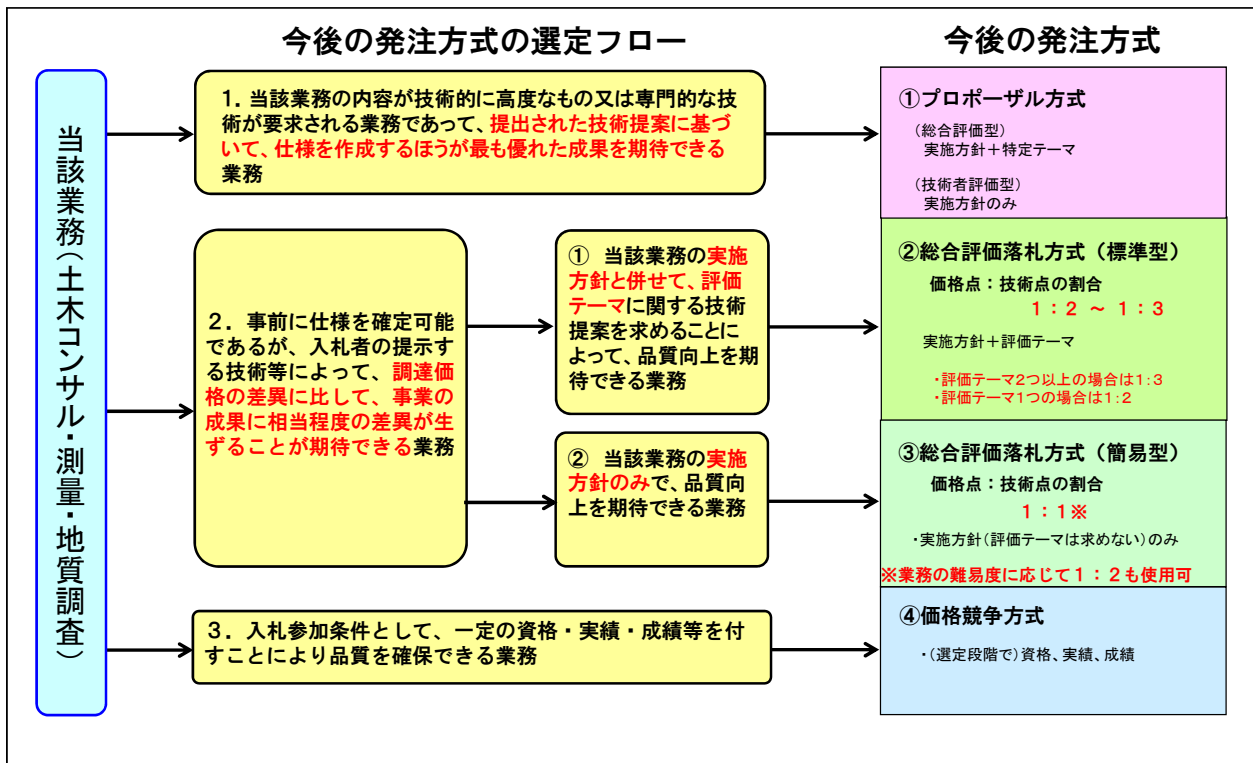 今後の発注方式の選定フロー
今後の発注方式
当該業務(土木コンサル・測量・地質調査)
1. 当該業務の内容が技術的に高度なもの又は専門的な技
術が要求される業務であって、提出された技術提案に基づ
いて、仕様を作成するほうが最も優れた成果を期待できる
業務
2. 事前に仕様を確定可能
であるが、入札者の提示す
る技術等によって、調達価
格の差異に比して、事業の
成果に相当程度の差異が生
ずることが期待できる業務
① 当該業務の実施
方針と併せて、評価
テーマに関する技術
提案を求めることに
よって、品質向上を期
待できる業務
② 当該業務の実施
方針のみで、品質向
上を期待できる業務
3. 入札参加条件として、一定の資格・実績・成績等を付
すことにより品質を確保できる業務
①プロポーザル方式
(総合評価型)
実施方針+特定テーマ
(技術者評価型)
実施方針のみ
②総合評価落札方式(標準型)
価格点:技術点の割合
1:2 ~ 1:3
実施方針+評価テーマ
・評価テーマ2つ以上の場合は1:3
・評価テーマ1つの場合は1:2
③総合評価落札方式(簡易型)
価格点:技術点の割合
1:1※
・実施方針(評価テーマは求めない)のみ
※業務の難易度に応じて1:2も使用可
④価格競争方式
・(選定段階で)資格、実績、成績